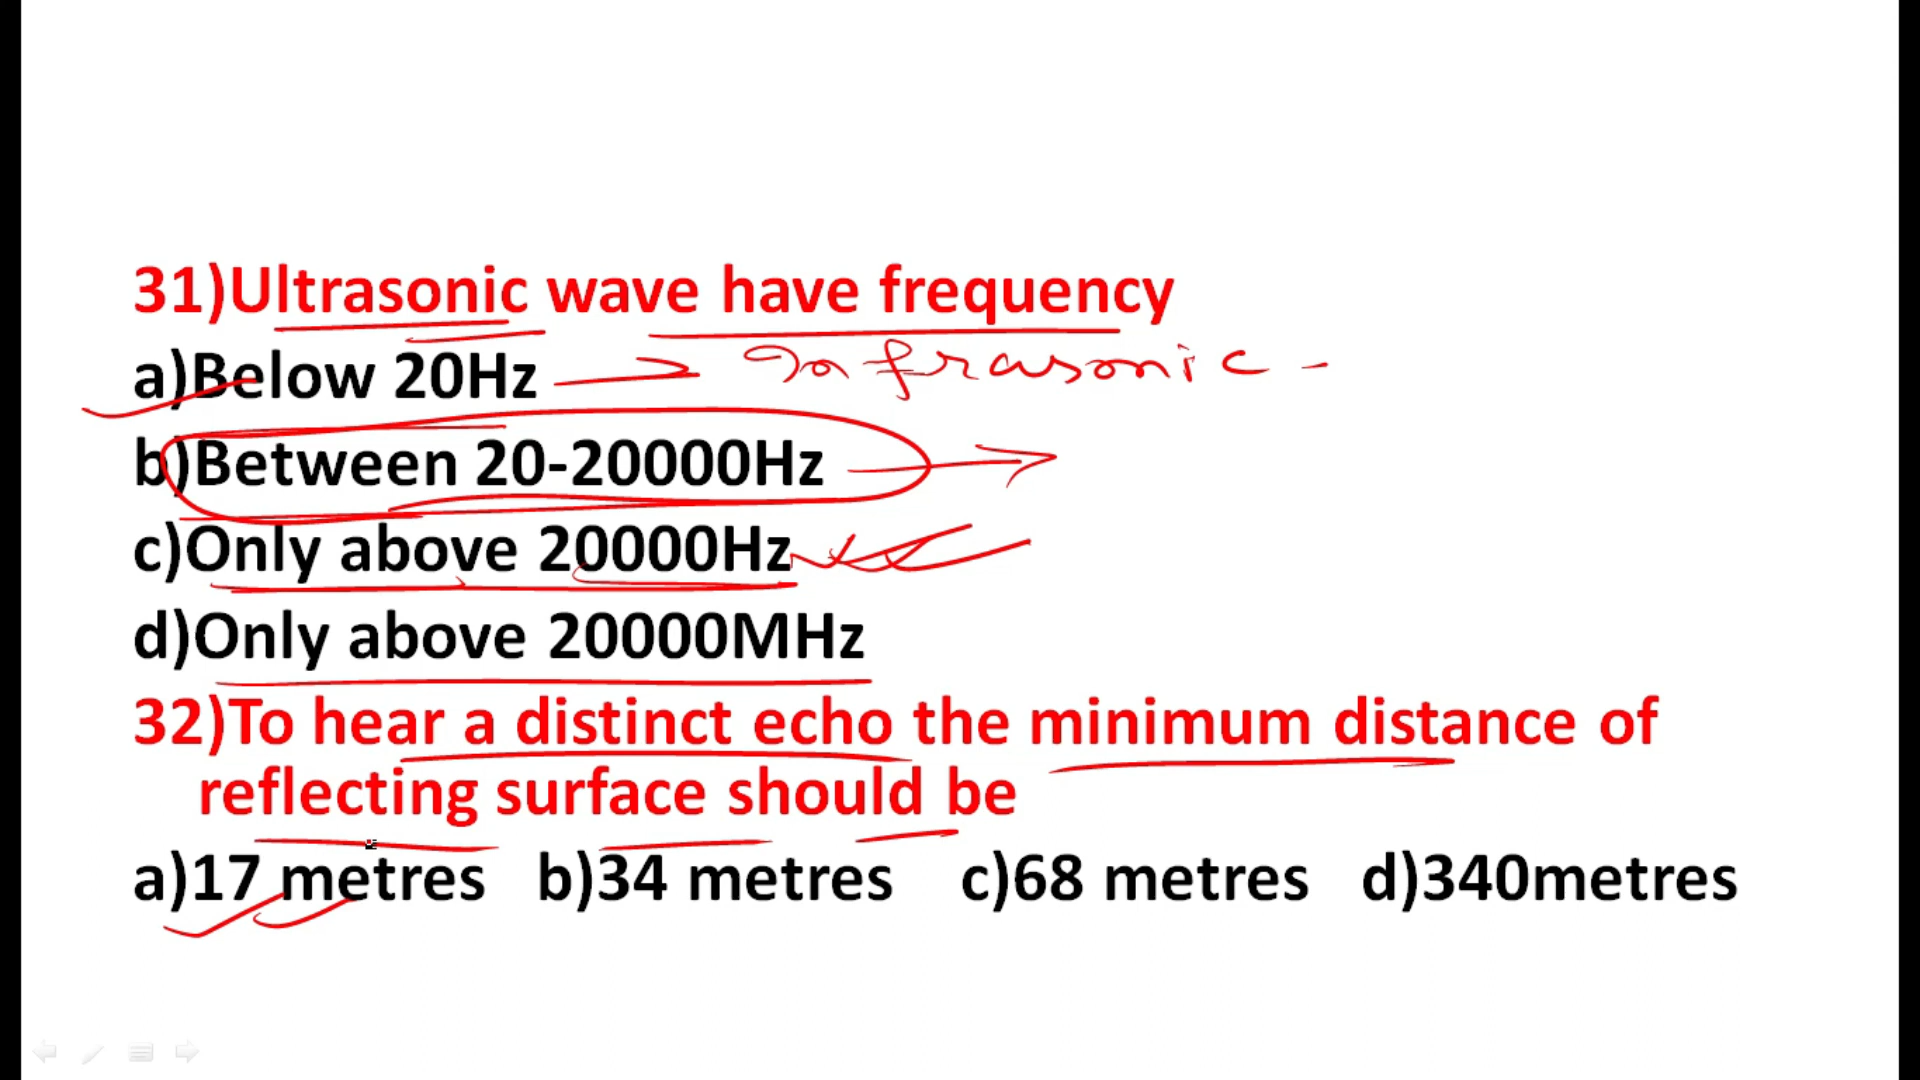 31)Ultrasonic wave have frequency
a)Below 20Hz → Infrasonic -
b)Between 20-20000Hz →
c)Only above 20000Hz
d)Only above 20000MHz
32)To hear a distinct echo the minimum distance of
reflecting surface should be
a)17 metres b)34 metres c)68 metres d)340metres